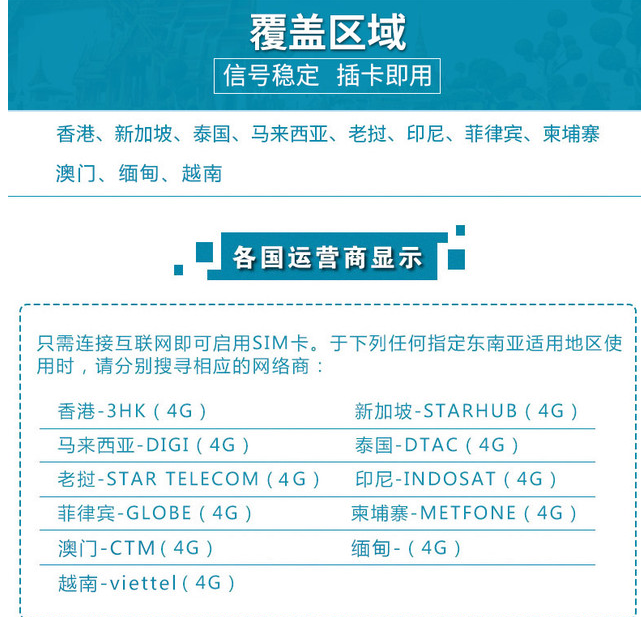 覆盖区域
信号稳定 插卡即用
香港、新加坡、泰国、马来西亚、老挝、印尼、菲律宾、柬埔寨
澳门、缅甸、越南
各国运营商显示
只需连接互联网即可启用SIM卡。于下列任何指定东南亚适用地区使
用时，请分别搜寻相应的网络商：
香港-3HK（4G） 新加坡-STARHUB（4G）
马来西亚-DIGI（4G） 泰国-DTAC（4G）
老挝-STAR TELECOM（4G） 印尼-INDOSAT（4G）
菲律宾-GLOBE（4G） 柬埔寨-METFONE（4G）
澳门-CTM（4G） 缅甸-（4G）
越南-viettel（4G）